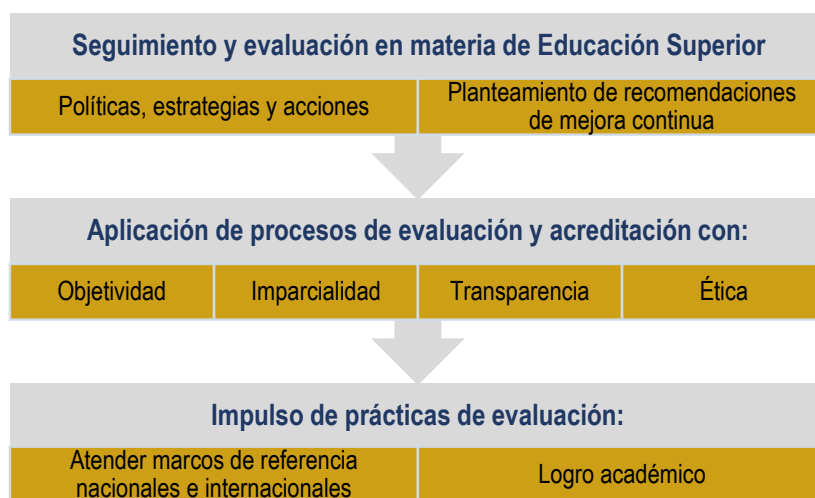 Seguimiento y evaluación en materia de Educación Superior
Políticas, estrategias y acciones
Planteamiento de recomendaciones
de mejora continua
Aplicación de procesos de evaluación y acreditación con:
Objetividad
Imparcialidad
Transparencia
Ética
Impulso de prácticas de evaluación:
Atender marcos de referencia
nacionales e internacionales
Logro académico